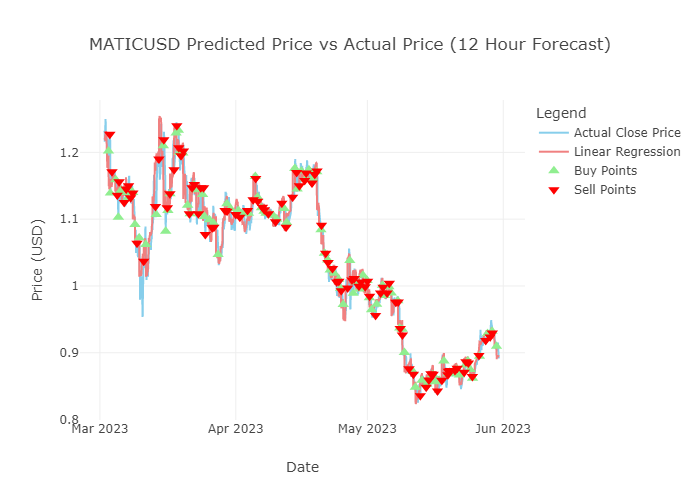 MATICUSD Predicted Price vs Actual Price (12 Hour Forecast)
Legend
Actual Close Price
Linear Regression
Buy Points
Sell Points
Price (USD)
1.2
1.1
1
0.9
0.8
Mar 2023
Apr 2023
May 2023
Jun 2023
Date